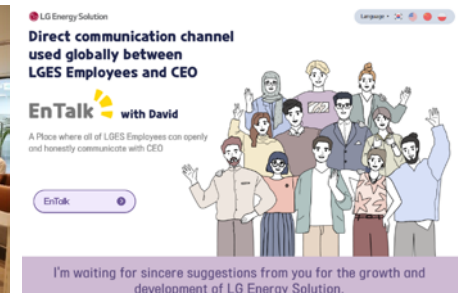 LG Energy Solution
Language
Direct communication channel
used globally between
LGES Employees and CEO
EnTalk with David
A Place where all of LGES Employees can openly
and honestly communicate with CEO
EnTalk
I'm waiting for sincere suggestions from you for the growth and
development of LG Energy Solution.